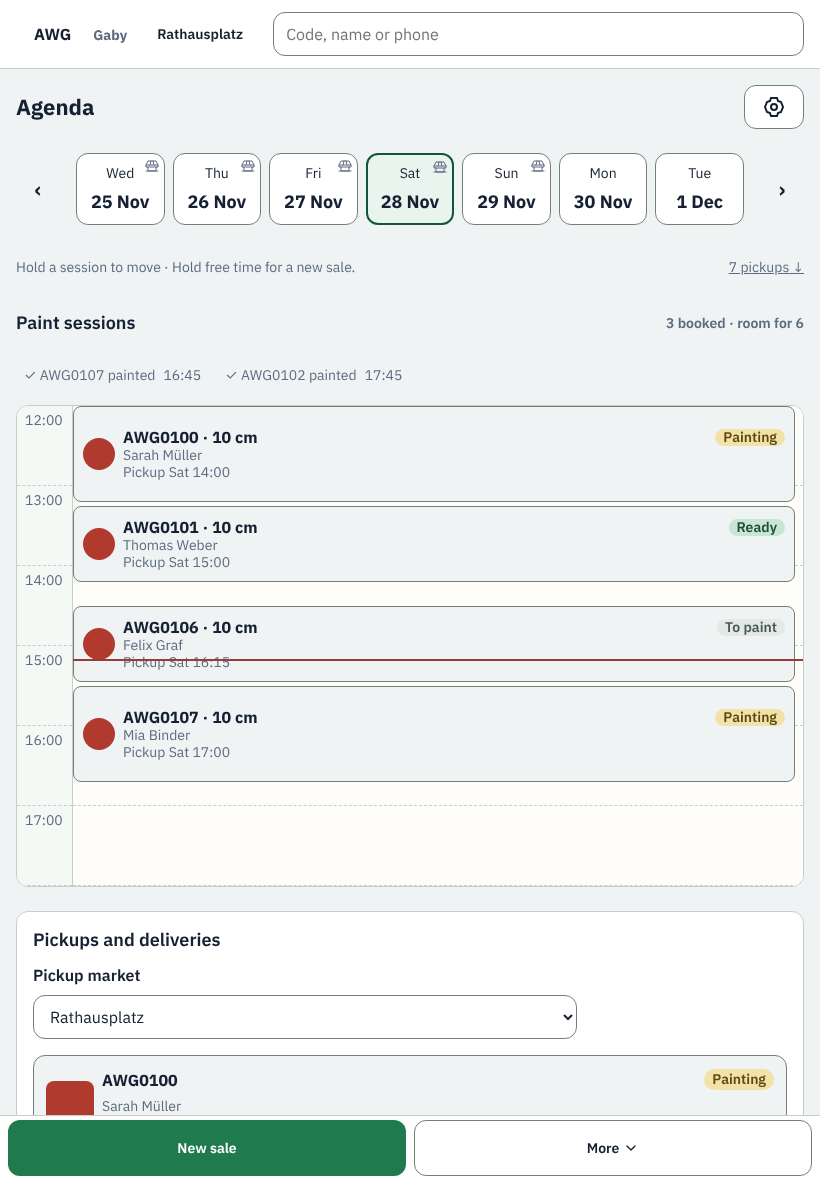 AWG Gaby Rathausplatz Code, name or phone
Agenda
Wed Thu Fri Sat Sun Mon Tue
‹ 25 Nov 26 Nov 27 Nov 28 Nov 29 Nov 30 Nov 1 Dec ›
Hold a session to move · Hold free time for a new sale. 7 pickups ↓
Paint sessions 3 booked · room for 6
✓ AWG0107 painted 16:45 ✓ AWG0102 painted 17:45
12:00
AWG0100 · 10 cm Painting
Sarah Müller
Pickup Sat 14:00
13:00
AWG0101 · 10 cm Ready
Thomas Weber
Pickup Sat 15:00
14:00
AWG0106 · 10 cm To paint
Felix Graf
15:00 Pickup Sat 16:15
AWG0107 · 10 cm Painting
Mia Binder
16:00
Pickup Sat 17:00
17:00
Pickups and deliveries
Pickup market
Rathausplatz
AWG0100 Painting
Sarah Müller
New sale More